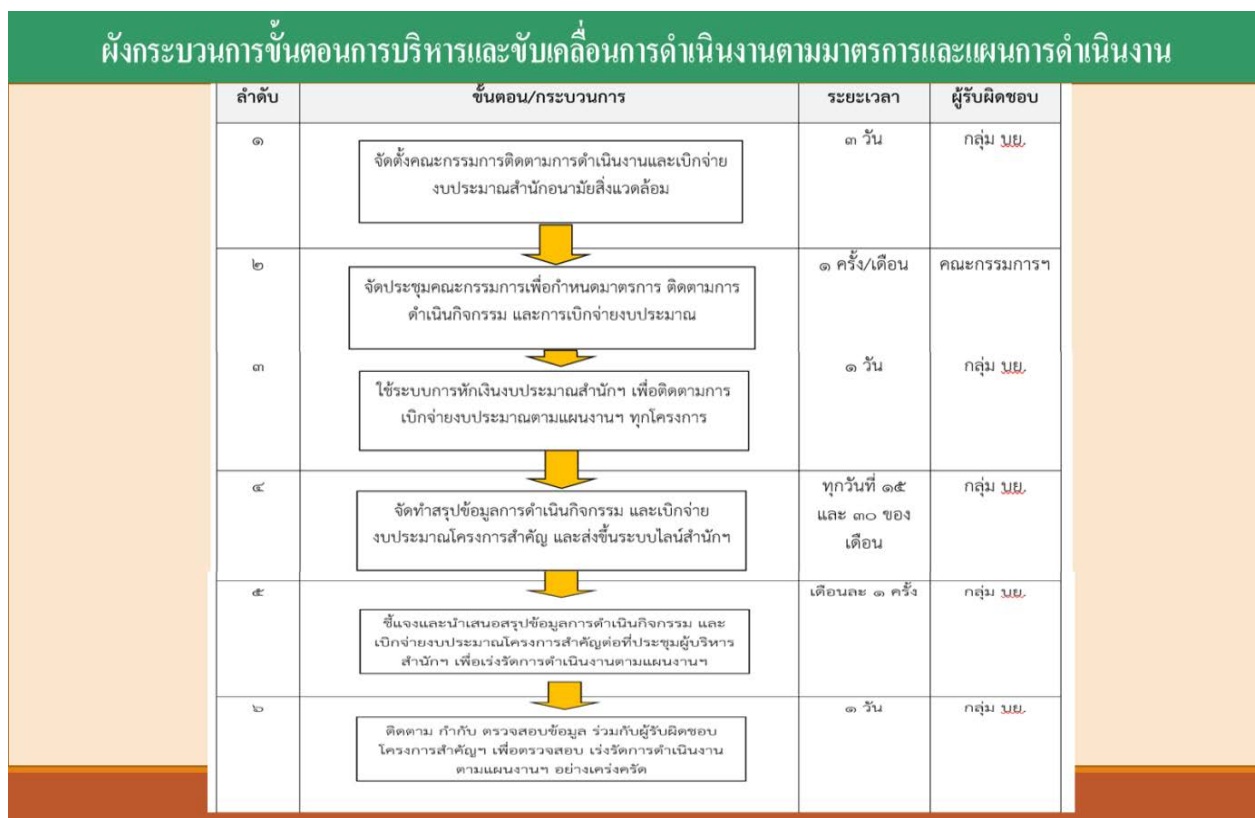 ผังกระบวนการขั้นตอนการบริหารและขับเคลื่อนการดำเนินงานตามมาตรการและแผนการดำเนินงาน
ลำดับ ขั้นตอน/กระบวนการ ระยะเวลา ผู้รับผิดชอบ
๑ ๓ วัน กลุ่ม บย.
จัดตั้งคณะกรรมการติดตามการดำเนินงานและเบิกจ่าย
งบประมาณสำนักอนามัยสิ่งแวดล้อม
๒ ๑ ครั้ง/เดือน คณะกรรมการฯ
จัดประชุมคณะกรรมการเพื่อกำหนดมาตรการ ติดตามการ
ดำเนินกิจกรรม และการเบิกจ่ายงบประมาณ
๓ ๑ วัน กลุ่ม บย.
ใช้ระบบการหักเงินงบประมาณสำนักฯ เพื่อติดตามการ
เบิกจ่ายงบประมาณตามแผนงานฯ ทุกโครงการ
๔ ทุกวันที่ ๑๕ กลุ่ม บย.
จัดทำสรุปข้อมูลการดำเนินกิจกรรม และเบิกจ่าย และ ๓๐ ของ
งบประมาณโครงการสำคัญ และส่งขึ้นระบบไลน์สำนักฯ เดือน
๕ เดือนละ ๑ ครั้ง กลุ่ม บย.
ชี้แจงและนำเสนอสรุปข้อมูลการดำเนินกิจกรรม และ
เบิกจ่ายงบประมาณโครงการสำคัญต่อที่ประชุมผู้บริหาร
สำนักฯ เพื่อเร่งรัดการดำเนินงานตามแผนงานฯ
๖ ๑ วัน กลุ่ม บย.
ติดตาม กำกับ ตรวจสอบข้อมูล ร่วมกับผู้รับผิดชอบ
โครงการสำคัญฯ เพื่อตรวจสอบ เร่งรัดการดำเนินงาน
ตามแผนงานฯ อย่างเคร่งครัด